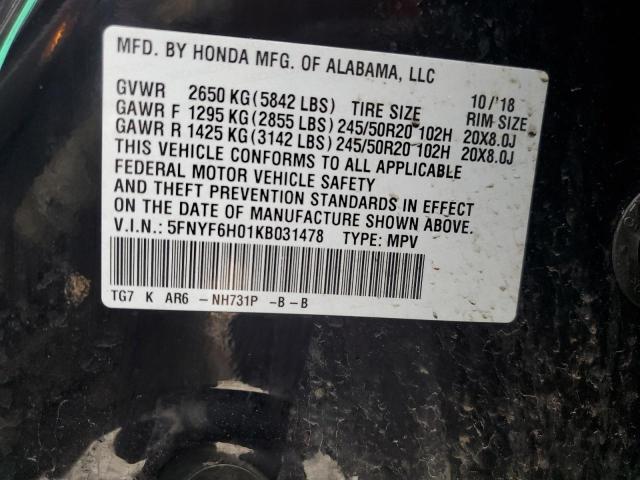 MFD. BY HONDA MFG. OF ALABAMA, LLC
10/'18
GVWR 2650 KG(5842 LBS) TIRE SIZE RIM SIZE
GAWR F 1295 KG(2855 LBS)245/50R20 102H 20X8.0J
GAWR R 1425 KG(3142 LBS)245/50R20 102H 20X8.0J
THIS VEHICLE CONFORMS TO ALL APPLICABLE
FEDERAL MOTOR VEHICLE SAFETY
AND THEFT PREVENTION STANDARDS IN EFFECT
ON THE DATE OF MANUFACTURE SHOWN ABOVE.
V.I.N.: 5FNYF6H01KB031478 TYPE: MPV
TG7 K AR6 -NH731P -B-B